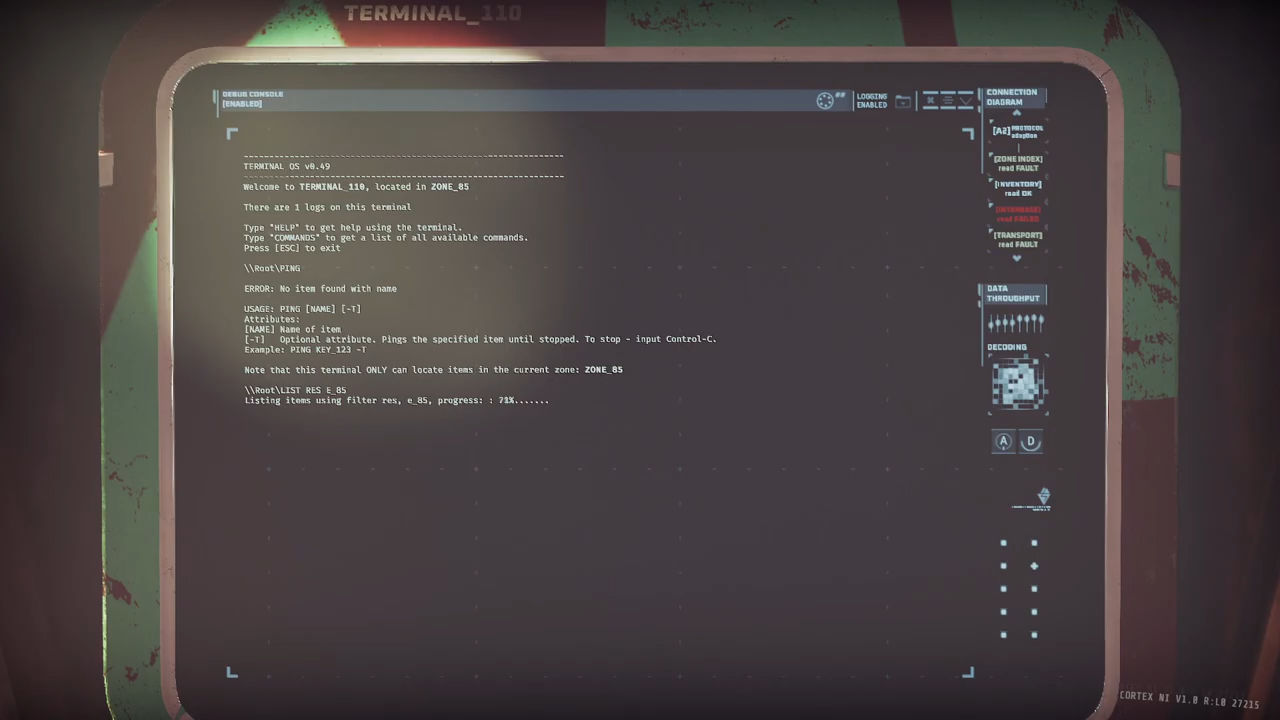 TERMINAL_110
DEBUG CONSOLE
[ENABLED]
LOGGING
ENABLED
--------------------------------------------------------------
TERMINAL OS v0.49
--------------------------------------------------------------
Welcome to TERMINAL_110, located in ZONE_85
There are 1 logs on this terminal
Type "HELP" to get help using the terminal.
Type "COMMANDS" to get a list of all available commands.
Press [ESC] to exit
\\Root\PING
ERROR: No item found with name
USAGE: PING [NAME] [-T]
Attributes:
[NAME] Name of item
[-T]   Optional attribute. Pings the specified item until stopped. To stop - input Control-C.
Example: PING KEY_123 -T
Note that this terminal ONLY can locate items in the current zone: ZONE_85
\\Root\LIST RES E_85
Listing items using filter res, e_85, progress: : 71%.......
CONNECTION
DIAGRAM
[A2] PROTOCOL
adaption
[ZONE INDEX]
read FAULT
[INVENTORY]
read OK
read FAILED
[TRANSPORT]
read FAULT
DATA
THROUGHPUT
DECODING
A D
CORTEX NI V1.0 R:L0 27215